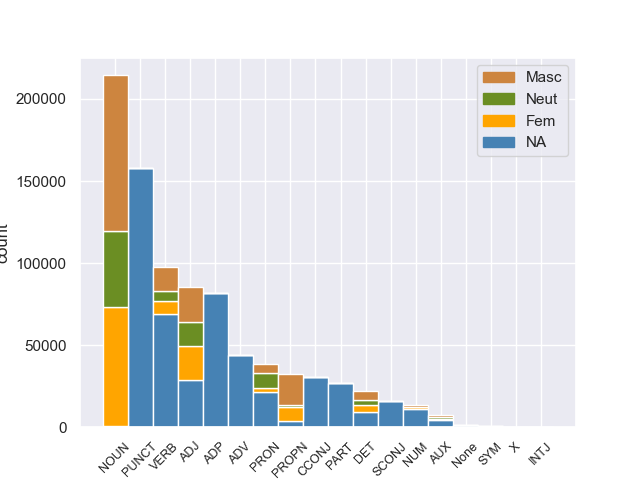 Masc
Neut
Fem
NA
200000
150000
100000
50000
0
count
NOUN
PUNCT
VERB
ADJ
ADP
ADV
PRON
PROPN
CCONJ
PART
DET
SCONJ
NUM
AUX
None
SYM
X
INTJ